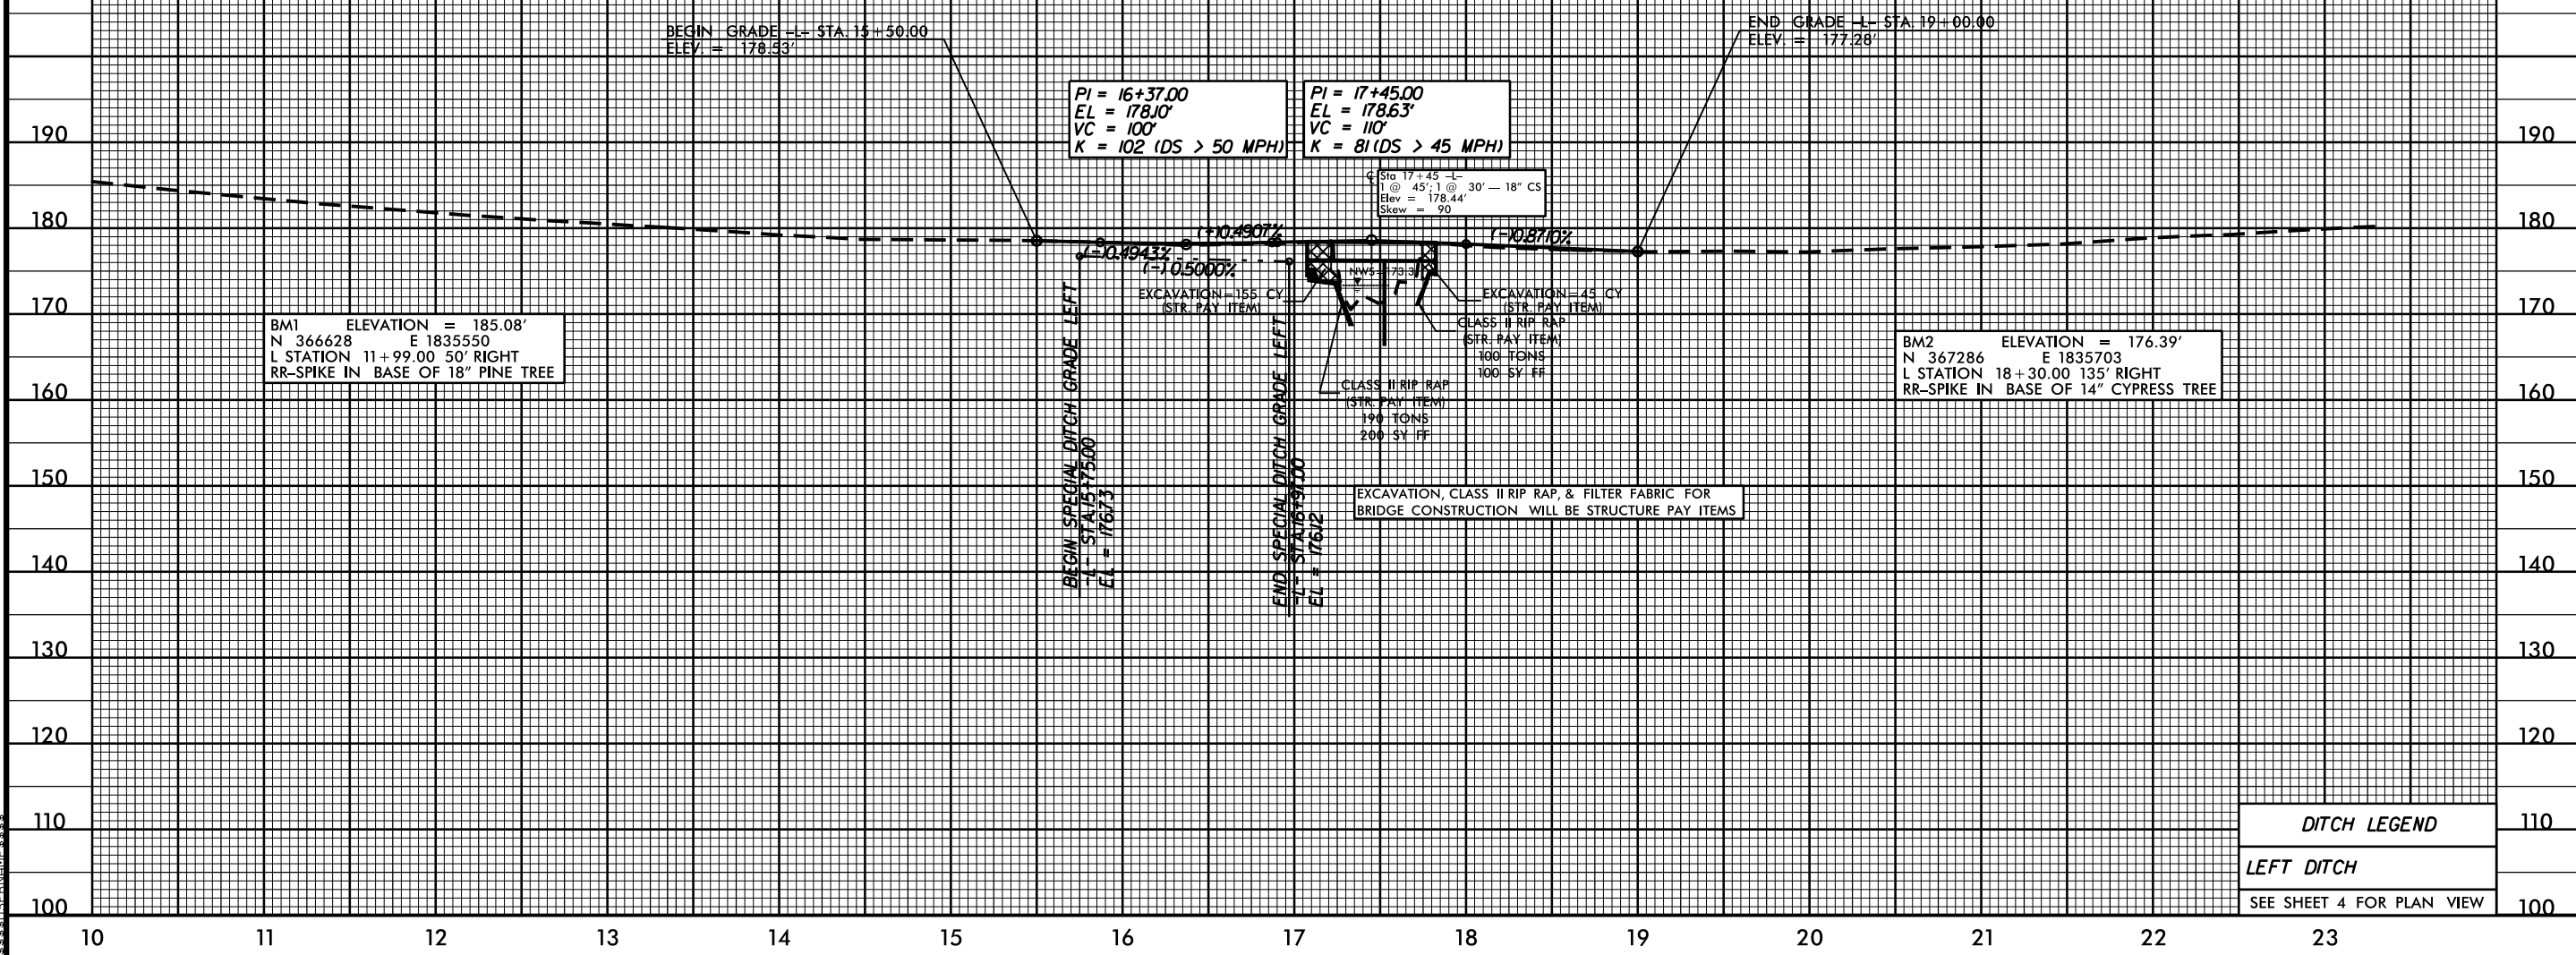 BEGIN GRADE -L- STA. 15+50.00
ELEV. = 178.53'
END GRADE -L- STA. 19+00.00
ELEV. = 177.28'
PI = 16+37.00
EL = 178.10'
VC = 100'
K = 102 (DS > 50 MPH)
PI = 17+45.00
EL = 178.63'
VC = 110'
K = 81 (DS > 45 MPH)
Sta 17+45 -L-
1 @ 45'; 1 @ 30' — 18" CS
Elev = 178.44'
Skew = 90
(-)0.4943%
(+)0.4907%
(-)0.8710%
(-)0.5000%
EXCAVATION=155 CY
(STR. PAY ITEM)
EXCAVATION=45 CY
(STR. PAY ITEM)
CLASS II RIP RAP
(STR. PAY ITEM)
100 TONS
100 SY FF
CLASS II RIP RAP
(STR. PAY ITEM)
190 TONS
200 SY FF
BM1 ELEVATION = 185.08'
N 366628 E 1835550
L STATION 11+99.00 50' RIGHT
RR-SPIKE IN BASE OF 18" PINE TREE
BM2 ELEVATION = 176.39'
N 367286 E 1835703
L STATION 18+30.00 135' RIGHT
RR-SPIKE IN BASE OF 14" CYPRESS TREE
BEGIN SPECIAL DITCH GRADE LEFT
-L- STA.15+75.00
EL = 176.73
END SPECIAL DITCH GRADE LEFT
-L- STA.16+97.00
EL = 176.12
EXCAVATION, CLASS II RIP RAP, & FILTER FABRIC FOR
BRIDGE CONSTRUCTION WILL BE STRUCTURE PAY ITEMS
DITCH LEGEND
LEFT DITCH
SEE SHEET 4 FOR PLAN VIEW
190 190
180 180
170 170
160 160
150 150
140 140
130 130
120 120
110 110
100 100
10 11 12 13 14 15 16 17 18 19 20 21 22 23